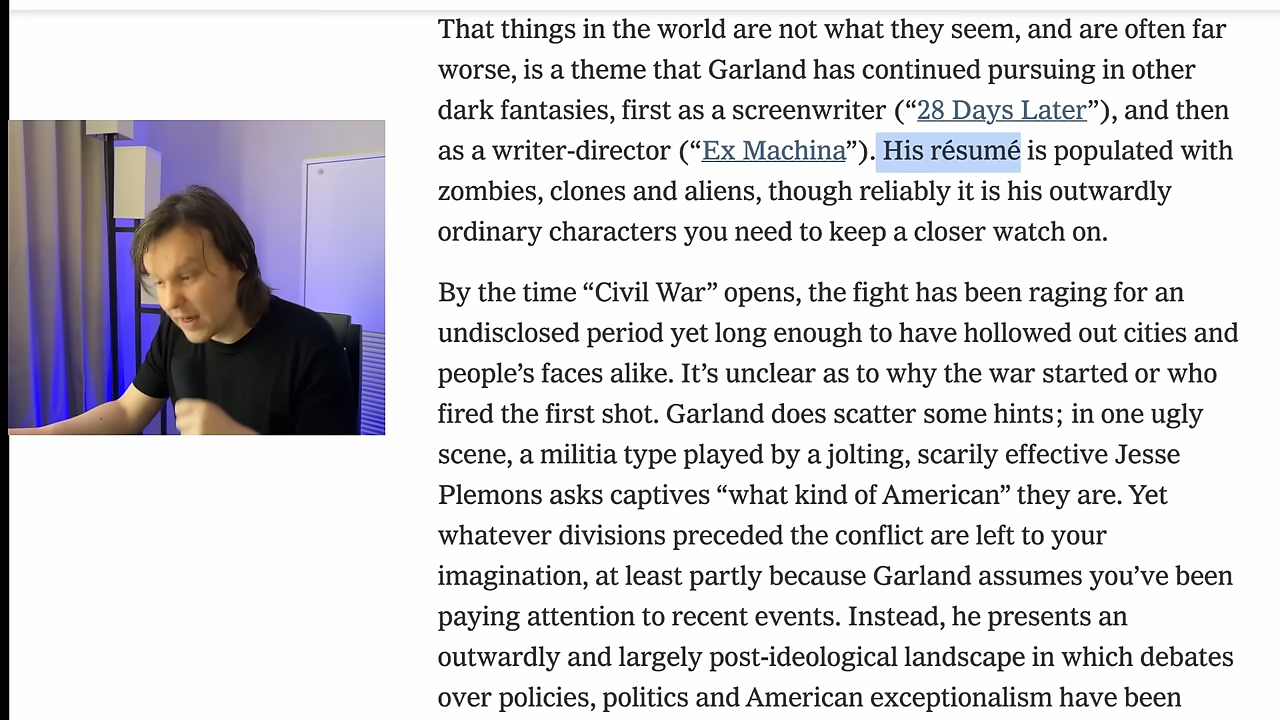 That things in the world are not what they seem, and are often far
worse, is a theme that Garland has continued pursuing in other
dark fantasies, first as a screenwriter (“28 Days Later”), and then
as a writer-director (“Ex Machina”). His résumé is populated with
zombies, clones and aliens, though reliably it is his outwardly
ordinary characters you need to keep a closer watch on.
By the time “Civil War” opens, the fight has been raging for an
undisclosed period yet long enough to have hollowed out cities and
people’s faces alike. It’s unclear as to why the war started or who
fired the first shot. Garland does scatter some hints; in one ugly
scene, a militia type played by a jolting, scarily effective Jesse
Plemons asks captives “what kind of American” they are. Yet
whatever divisions preceded the conflict are left to your
imagination, at least partly because Garland assumes you’ve been
paying attention to recent events. Instead, he presents an
outwardly and largely post-ideological landscape in which debates
over policies, politics and American exceptionalism have been